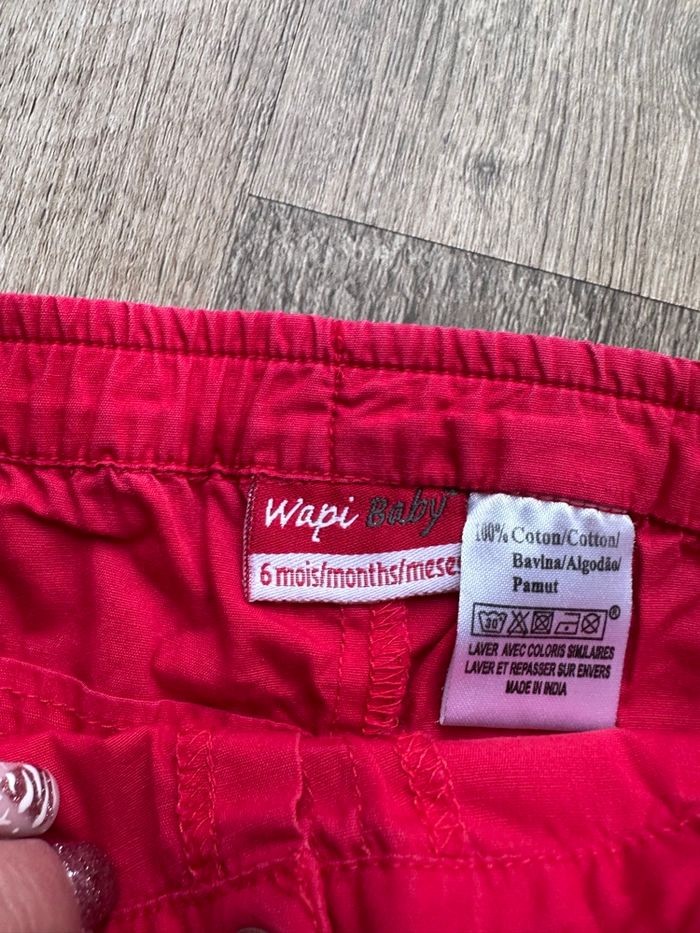 Wapi Baby
6 mois/months/meses
100% Coton/Cotton/
Bavlna/Algodão/
Pamut
30°
®
LAVER AVEC COLORIS SIMILAIRES
LAVER ET REPASSER SUR ENVERS
MADE IN INDIA